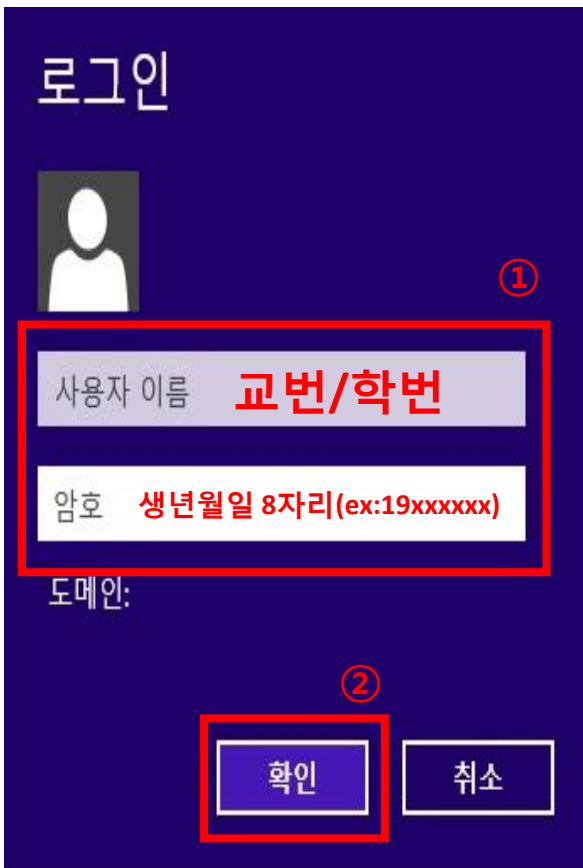 로그인
①
사용자 이름 교번/학번
암호 생년월일 8자리(ex:19xxxxxx)
도메인:
②
확인 취소